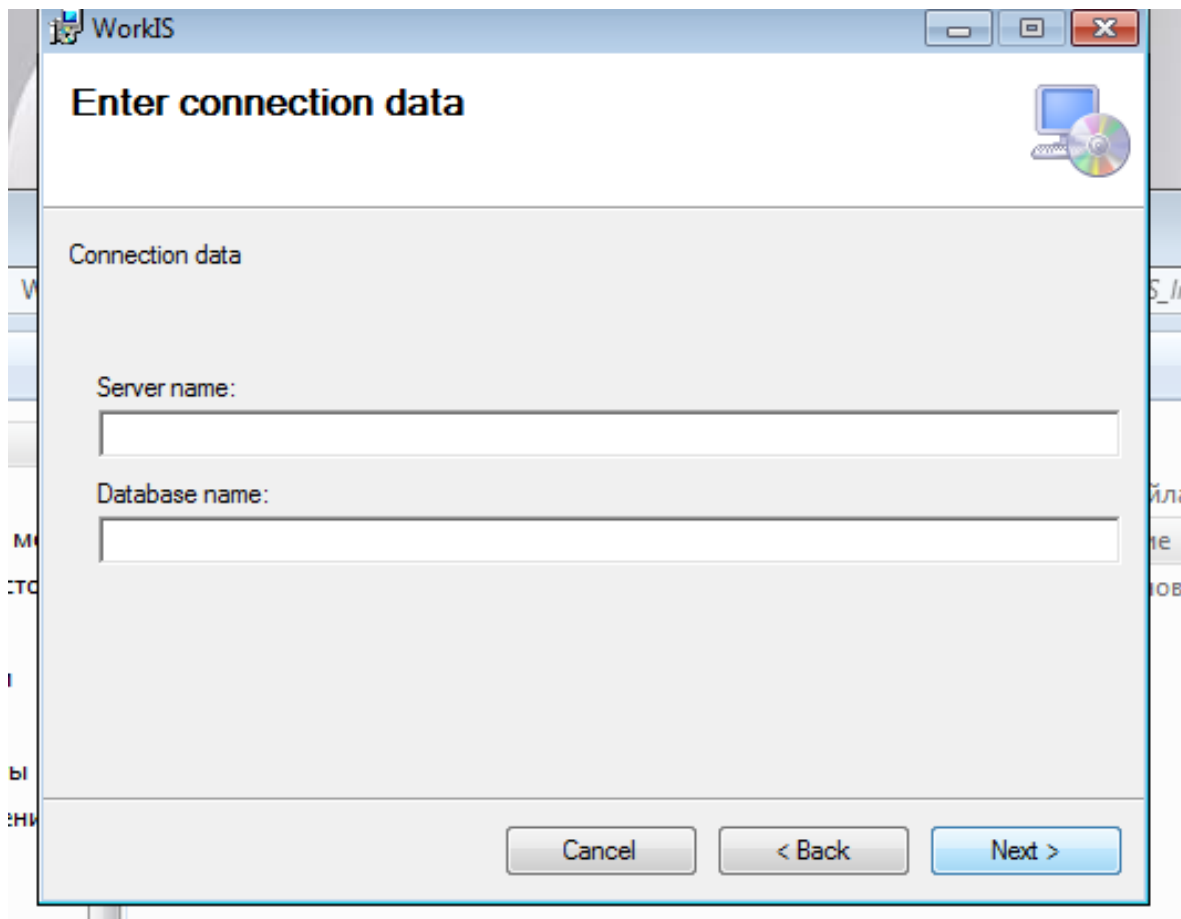 WorkIS
Enter connection data
Connection data
Server name:
Database name:
Cancel
< Back
Next >